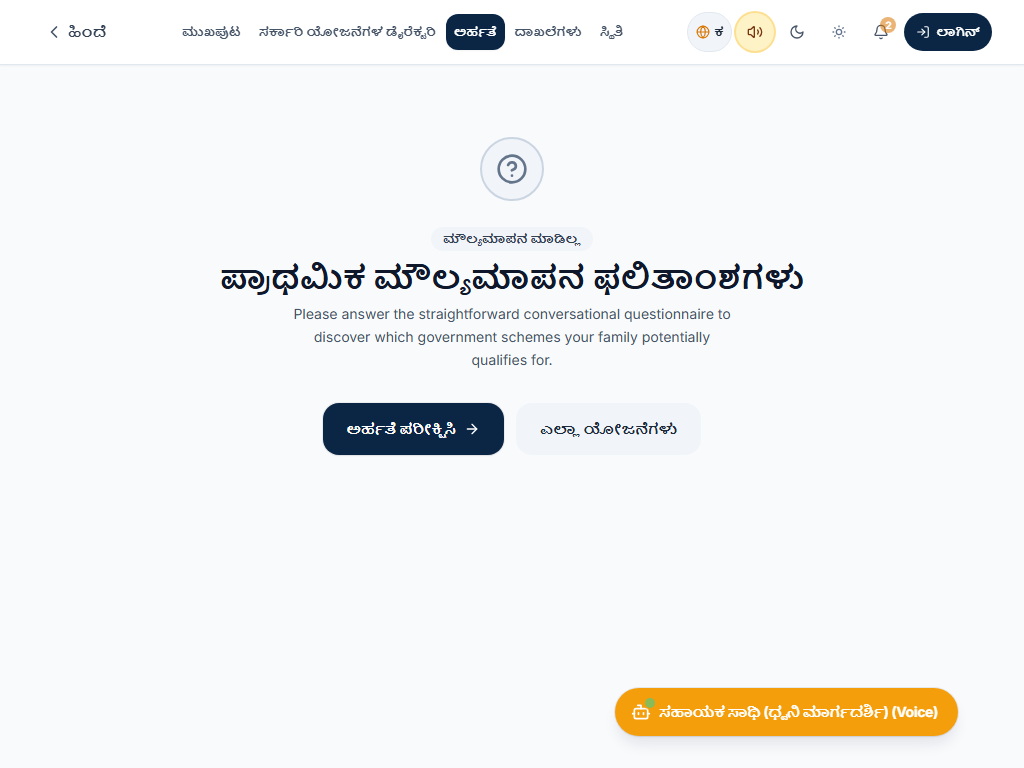 ಹಿಂದೆ
ಮುಖಪುಟ
ಸರ್ಕಾರಿ ಯೋಜನೆಗಳ ಡೈರೆಕ್ಟರಿ
ಅರ್ಹತೆ
ದಾಖಲೆಗಳು
ಸ್ಥಿತಿ
ಕ
2
ಲಾಗಿನ್
ಮೌಲ್ಯಮಾಪನ ಮಾಡಿಲ್ಲ
ಪ್ರಾಥಮಿಕ ಮೌಲ್ಯಮಾಪನ ಫಲಿತಾಂಶಗಳು
Please answer the straightforward conversational questionnaire to
discover which government schemes your family potentially
qualifies for.
ಅರ್ಹತೆ ಪರೀಕ್ಷಿಸಿ
ಎಲ್ಲಾ ಯೋಜನೆಗಳು
ಸಹಾಯಕ ಸಾಥಿ (ಧ್ವನಿ ಮಾರ್ಗದರ್ಶಿ) (Voice)